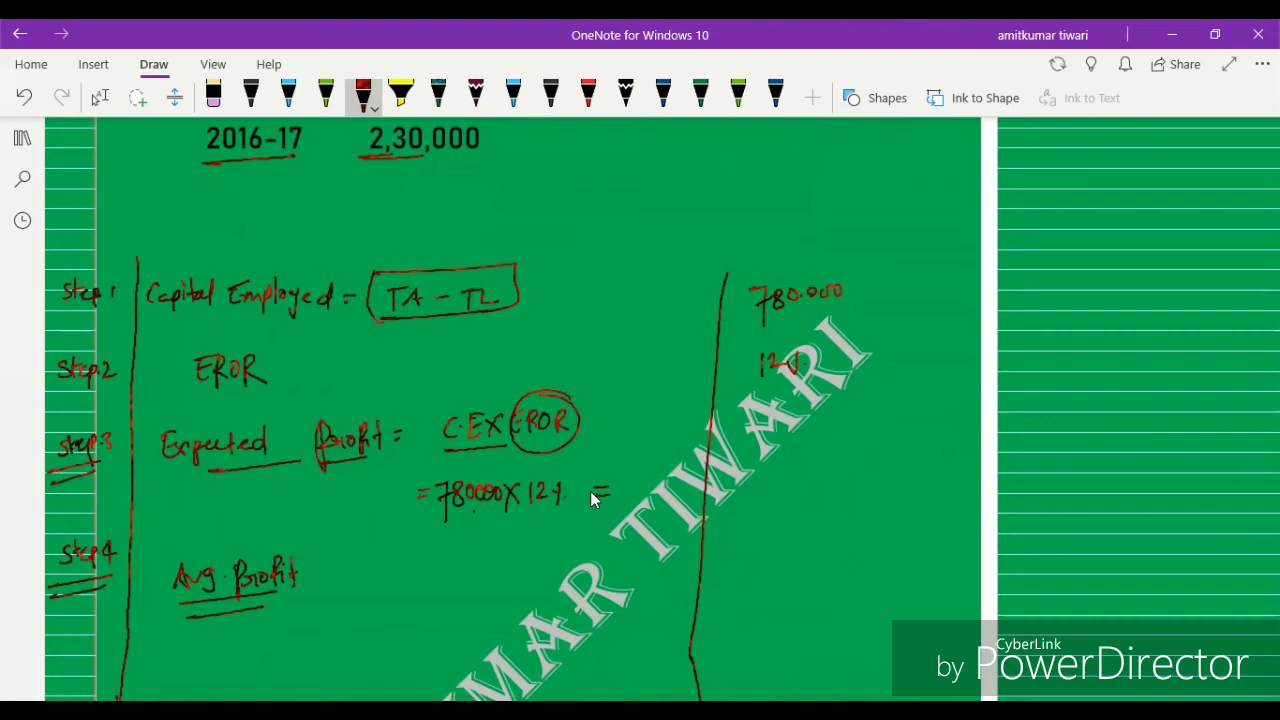 OneNote for Windows 10
amitkumar tiwari
Home Insert Draw View Help
Share
Shapes Ink to Shape Ink to Text
2016-17 2,30,000
Step 1 Capital Employed = TA - TL 780.000
Step.2 EROR 12%.
Step.3 Expected Profit = C.E X EROR
= 780000 X 12%. =
Step.4 Avg. Profit
TIWARI
CyberLink
by PowerDirector